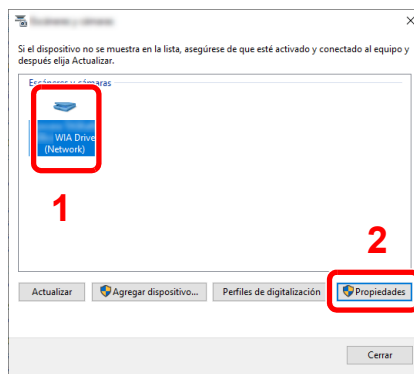 Si el dispositivo no se muestra en la lista, asegúrese de que esté activado y conectado al equipo y
después elija Actualizar.
Escáneres y cámaras
WIA Drive
(Network)
1
2
Actualizar
Agregar dispositivo...
Perfiles de digitalización
Propiedades
Cerrar